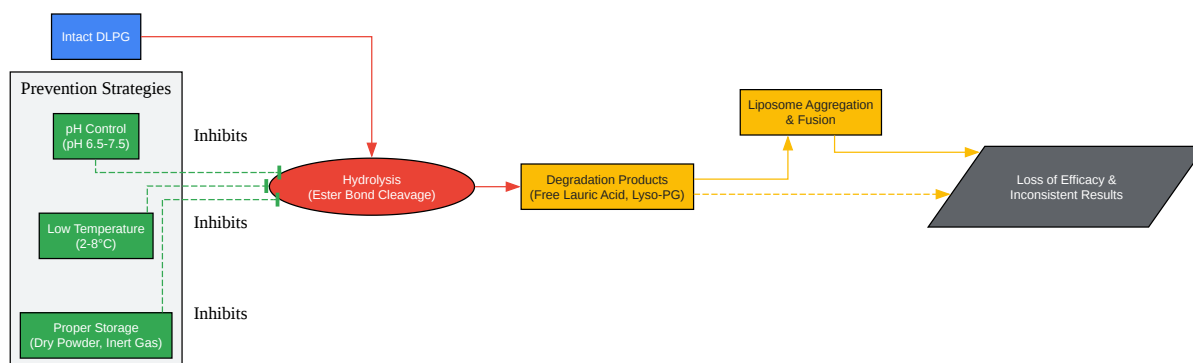 Intact DLPG
Prevention Strategies
pH Control
(pH 6.5-7.5)
Inhibits
Low Temperature
(2-8°C)
Inhibits
Proper Storage
(Dry Powder, Inert Gas)
Inhibits
Hydrolysis
(Ester Bond Cleavage)
Degradation Products
(Free Lauric Acid, Lyso-PG)
Liposome Aggregation
& Fusion
Loss of Efficacy &
Inconsistent Results